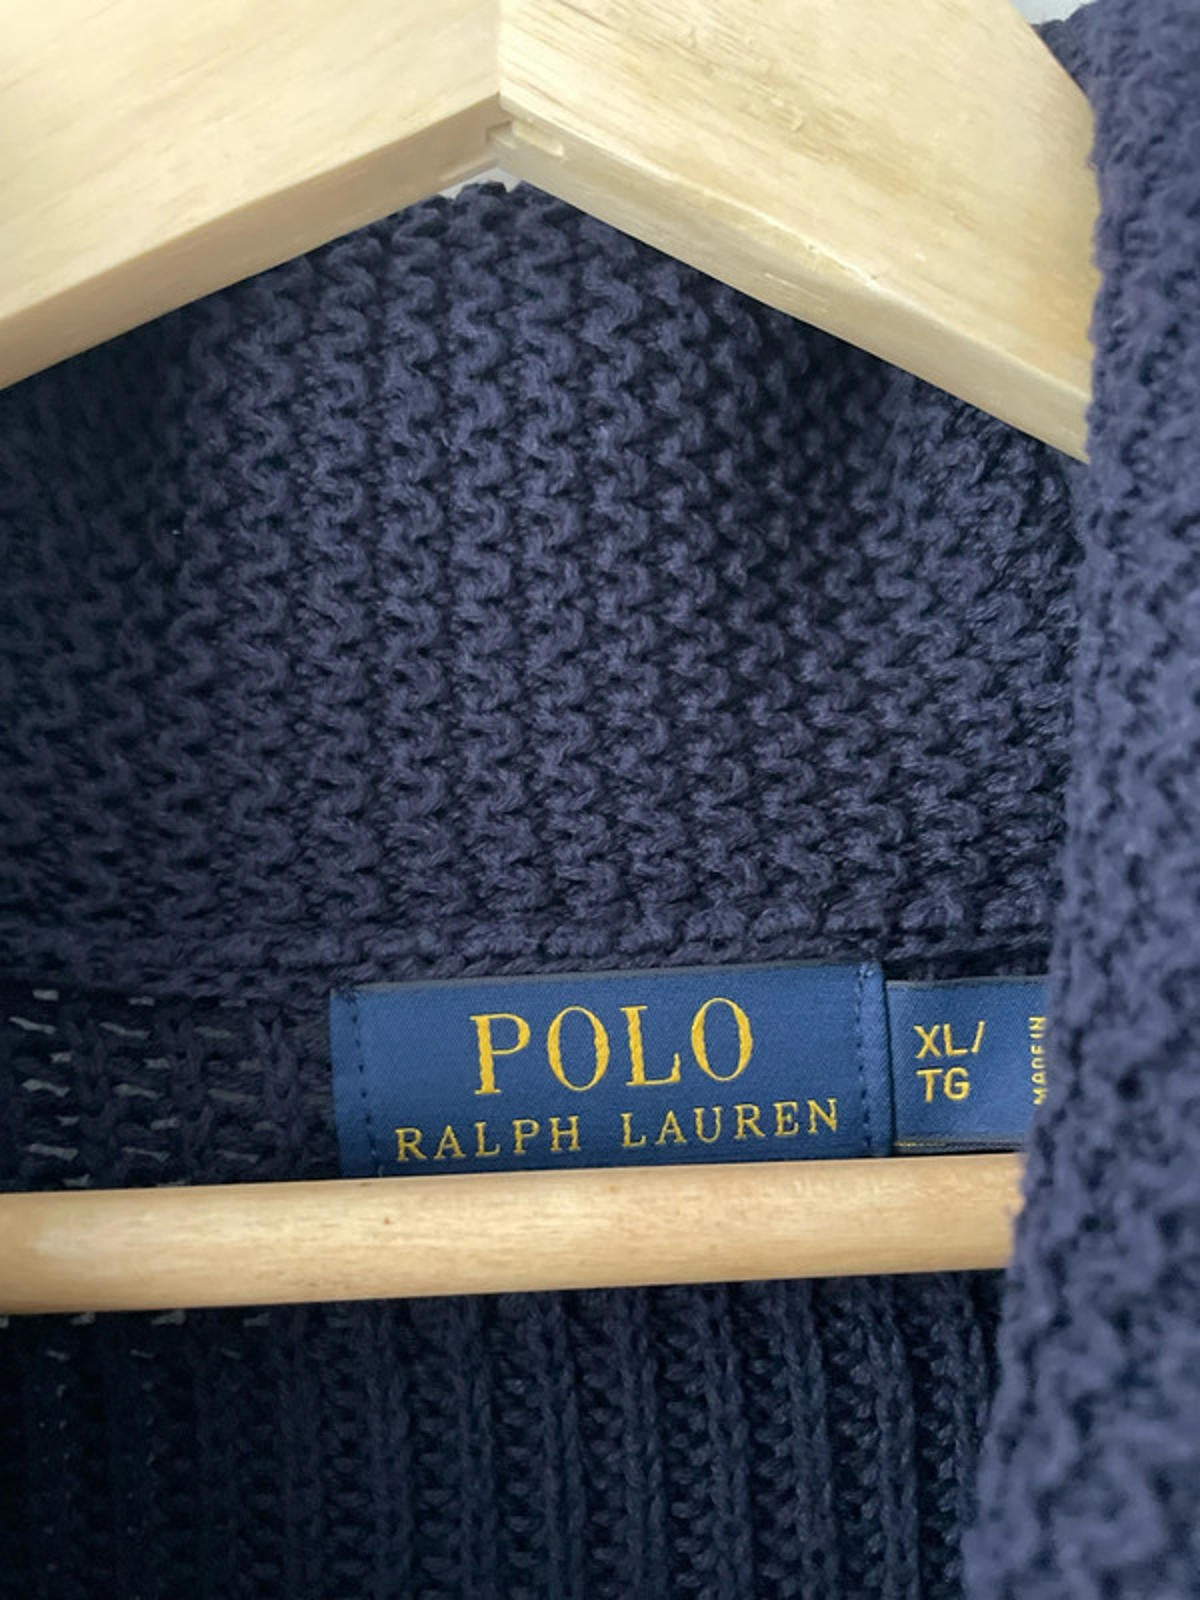 POLO
RALPH LAUREN
XL/
TG
MADE IN